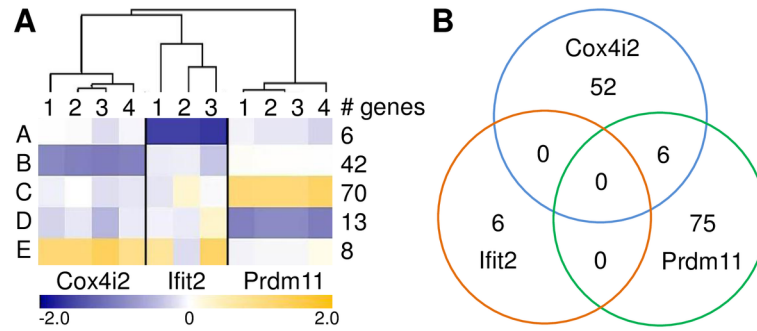 A
B
1 2 3 4 1 2 3 1 2 3 4 # genes
A 6
B 42
C 70
D 13
E 8
Cox4i2 Ifit2 Prdm11
-2.0 0 2.0
Cox4i2
52
0 6
0
6 75
Ifit2 0 Prdm11